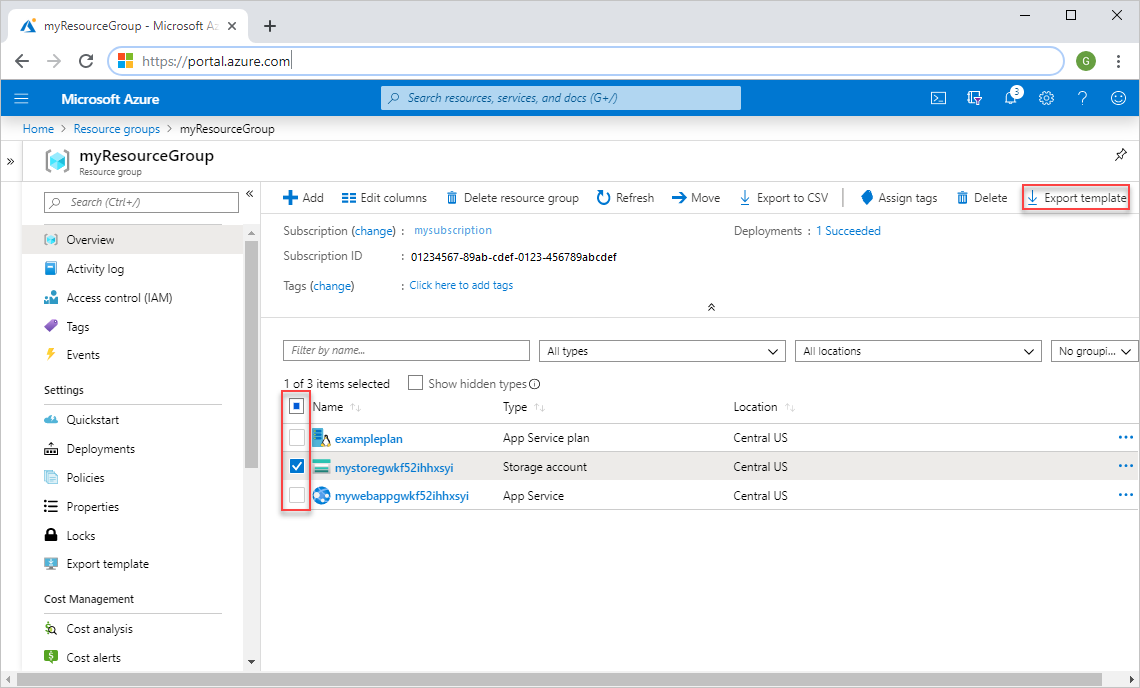 myResourceGroup - Microsoft Az
https://portal.azure.com
G
Microsoft Azure
Search resources, services, and docs (G+/)
3
Home > Resource groups > myResourceGroup
myResourceGroup
Resource group
Search (Ctrl+/)
Overview
Activity log
Access control (IAM)
Tags
Events
Settings
Quickstart
Deployments
Policies
Properties
Locks
Export template
Cost Management
Cost analysis
Cost alerts
Add Edit columns Delete resource group Refresh Move Export to CSV Assign tags Delete Export template
Subscription (change) : mysubscription Deployments : 1 Succeeded
Subscription ID : 01234567-89ab-cdef-0123-456789abcdef
Tags (change) : Click here to add tags
Filter by name... All types All locations No groupi...
1 of 3 items selected Show hidden types
Name Type Location
exampleplan App Service plan Central US
mystoregwkf52ihhxsyi Storage account Central US
mywebappgwkf52ihhxsyi App Service Central US